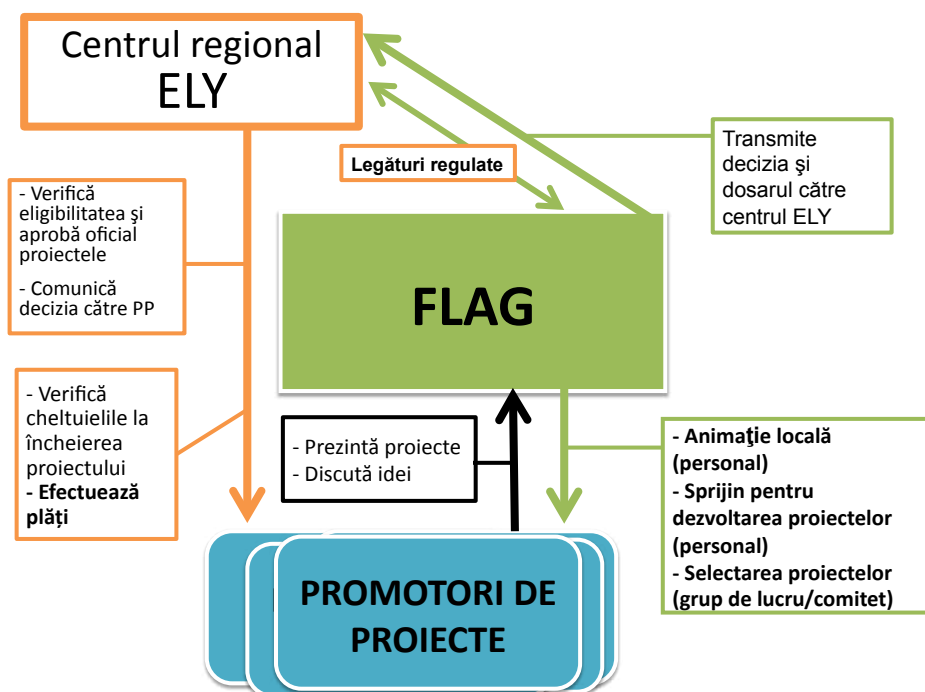 Centrul regional
ELY
Legături regulate
Transmite
decizia şi
dosarul către
centrul ELY
- Verifică
eligibilitatea şi
aprobă oficial
proiectele
- Comunică
decizia către PP
FLAG
- Verifică
cheltuielile la
încheierea
proiectului
- Efectuează
plăți
- Prezintă proiecte
- Discută idei
- Animaţie locală
(personal)
- Sprijin pentru
dezvoltarea proiectelor
(personal)
- Selectarea proiectelor
(grup de lucru/comitet)
PROMOTORI DE
PROIECTE